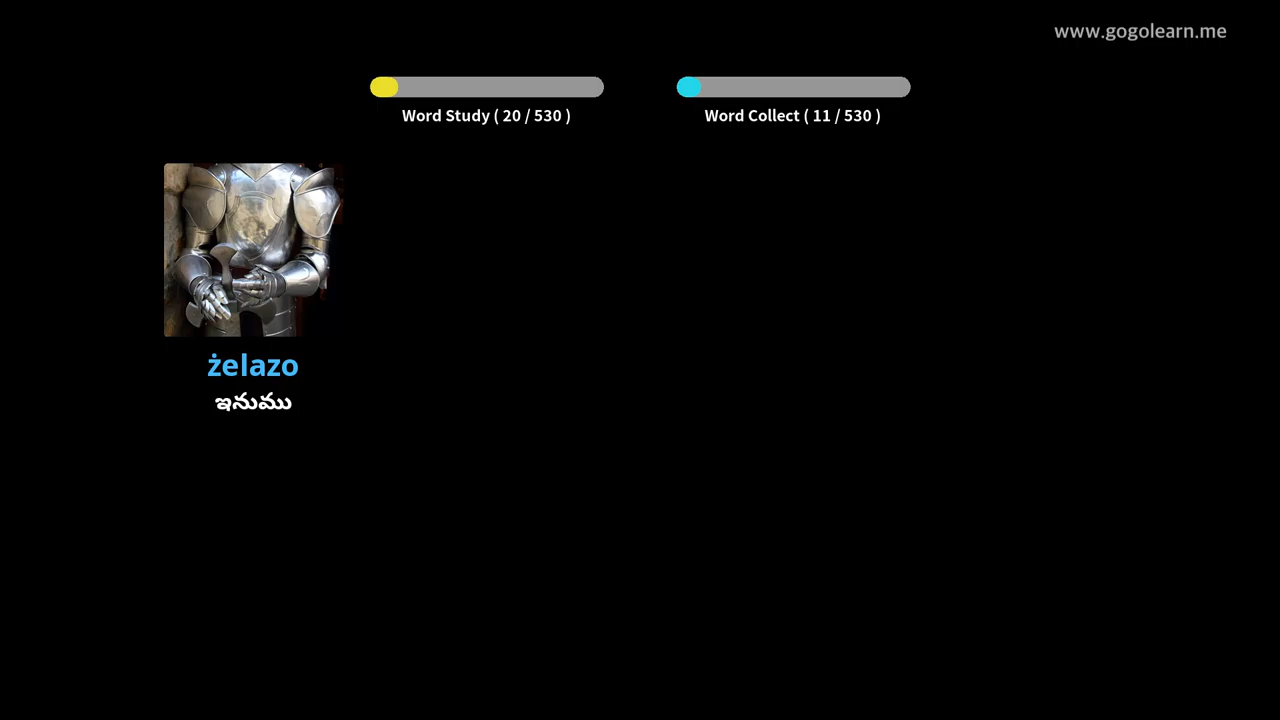 www.gogolearn.me
Word Study ( 20 / 530 )
Word Collect ( 11 / 530 )
żelazo
ఇనుము